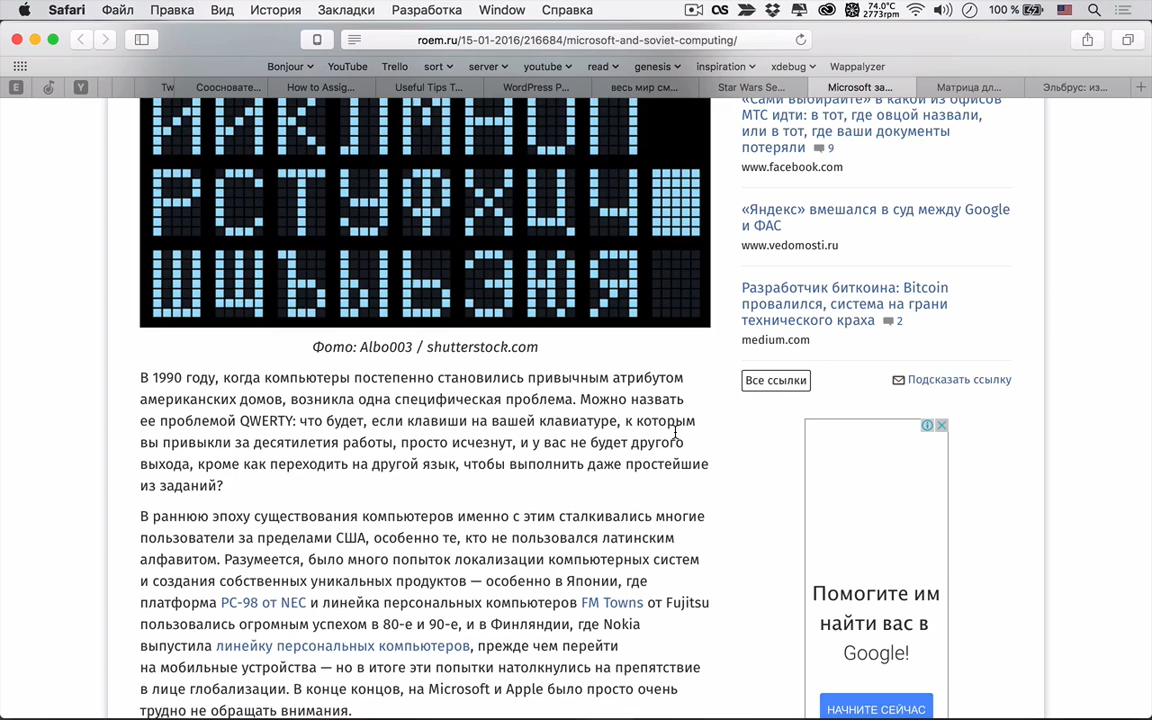 Safari Файл Правка Вид История Закладки Разработка Window Справка 74.0°C 2773rpm 100 %
roem.ru/15-01-2016/216684/microsoft-and-soviet-computing/
Bonjour YouTube Trello sort server youtube read genesis inspiration xdebug Wappalyzer
E Y Tw Соосновате... How to Assig... Useful Tips T... WordPress P... весь мир см... Star Wars Se... Microsoft за... Матрица дл... Эльбрус: из...
Й И К Л М Н О П
Р С Т У Ф Х Ц Ч
Ш Щ Ъ Ы Ь Э Ю Я
Фото: Albo003 / shutterstock.com
В 1990 году, когда компьютеры постепенно становились привычным атрибутом
американских домов, возникла одна специфическая проблема. Можно назвать
ее проблемой QWERTY: что будет, если клавиши на вашей клавиатуре, к которым
вы привыкли за десятилетия работы, просто исчезнут, и у вас не будет другого
выхода, кроме как переходить на другой язык, чтобы выполнить даже простейшие
из заданий?
В раннюю эпоху существования компьютеров именно с этим сталкивались многие
пользователи за пределами США, особенно те, кто не пользовался латинским
алфавитом. Разумеется, было много попыток локализации компьютерных систем
и создания собственных уникальных продуктов — особенно в Японии, где
платформа PC-98 от NEC и линейка персональных компьютеров FM Towns от Fujitsu
пользовались огромным успехом в 80-е и 90-е, и в Финляндии, где Nokia
выпустила линейку персональных компьютеров, прежде чем перейти
на мобильные устройства — но в итоге эти попытки натолкнулись на препятствие
в лице глобализации. В конце концов, на Microsoft и Apple было просто очень
трудно не обращать внимания.
«Сами выбирайте» в какой из офисов
МТС идти: в тот, где овцой назвали,
или в тот, где ваши документы
потеряли 9
www.facebook.com
«Яндекс» вмешался в суд между Google
и ФАС
www.vedomosti.ru
Разработчик биткоина: Bitcoin
провалился, система на грани
технического краха 2
medium.com
Все ссылки Подсказать ссылку
Помогите им
найти вас в
Google!
НАЧНИТЕ СЕЙЧАС